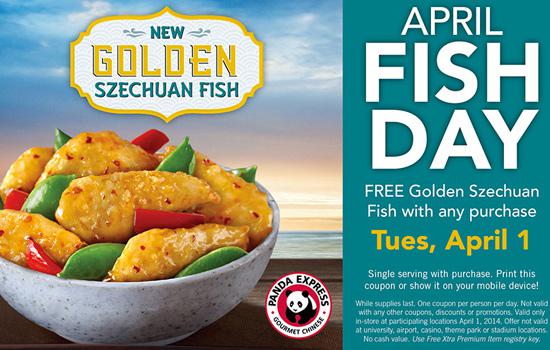 NEW
GOLDEN
SZECHUAN FISH
APRIL
FISH
DAY
FREE Golden Szechuan
Fish with any purchase
Tues, April 1
Single serving with purchase. Print this
coupon or show it on your mobile device!
While supplies last. One coupon per person per day. Not valid
with any other coupons, discounts or promotions. Valid only
in-store at participating locations April 1, 2014. Offer not valid
at university, airport, casino, theme park or stadium locations.
No cash value. Use Free Xtra Premium Item registry key.
PANDA EXPRESS
GOURMET CHINESE